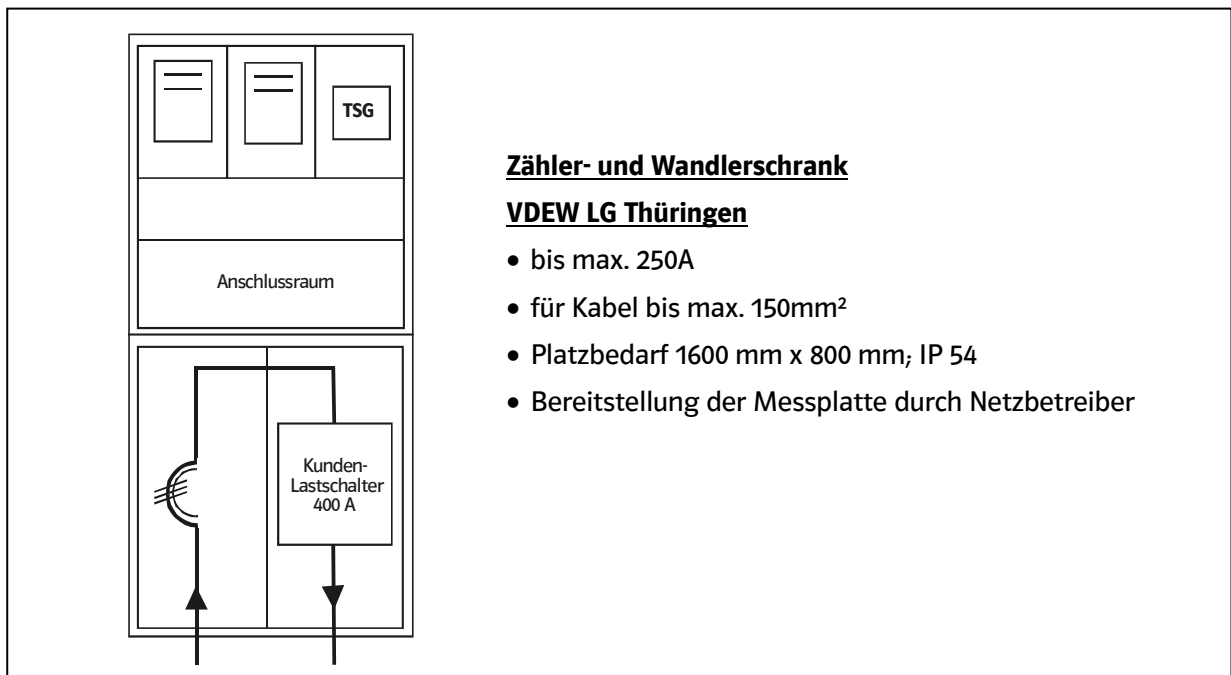 TSG
Anschlussraum
Kunden-
Lastschalter
400 A
Zähler- und Wandlerschrank
VDEW LG Thüringen
• bis max. 250A
• für Kabel bis max. 150mm²
• Platzbedarf 1600 mm x 800 mm; IP 54
• Bereitstellung der Messplatte durch Netzbetreiber